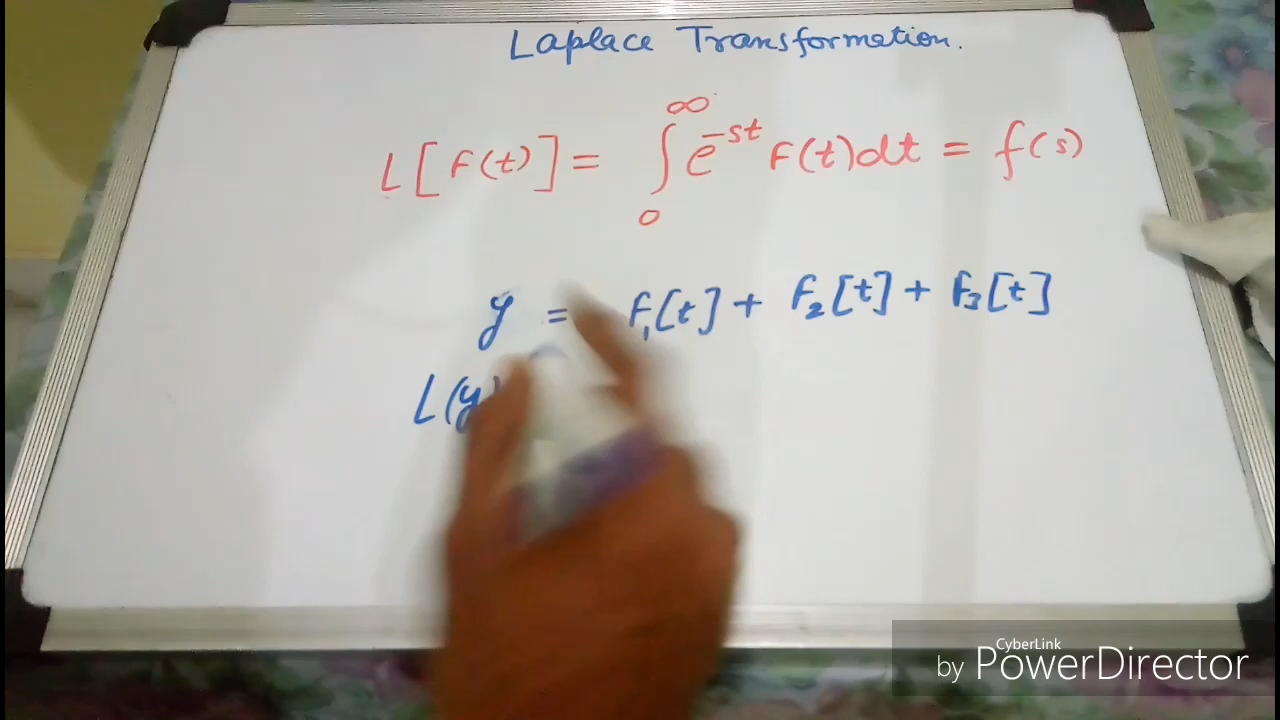 Laplace Transformation.
L[F(t)] = ∫₀^∞ e^-st F(t)dt = f(s)
y = F₁[t] + F₂[t] + F₃[t]
L(y)
by CyberLink PowerDirector